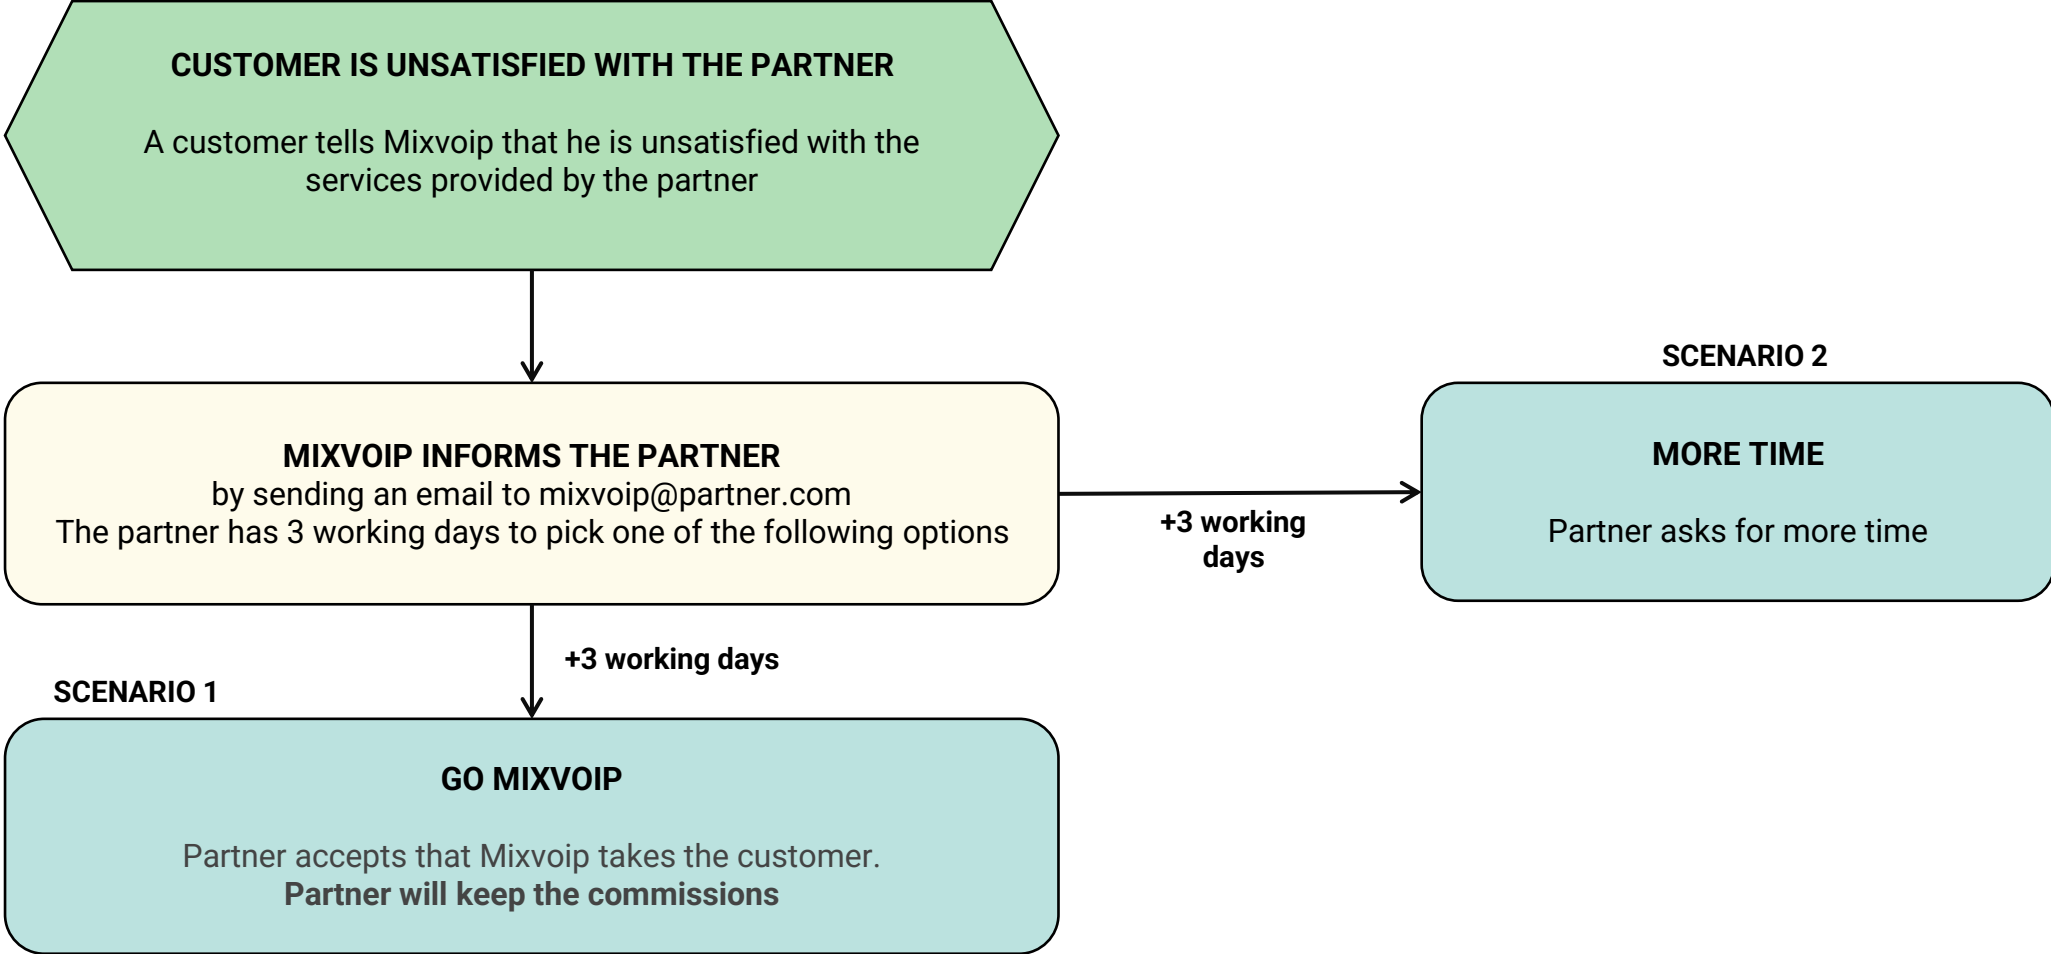 CUSTOMER IS UNSATISFIED WITH THE PARTNER
A customer tells Mixvoip that he is unsatisfied with the
services provided by the partner
MIXVOIP INFORMS THE PARTNER
by sending an email to mixvoip@partner.com
The partner has 3 working days to pick one of the following options
+3 working
days
SCENARIO 2
MORE TIME
Partner asks for more time
+3 working days
SCENARIO 1
GO MIXVOIP
Partner accepts that Mixvoip takes the customer.
Partner will keep the commissions